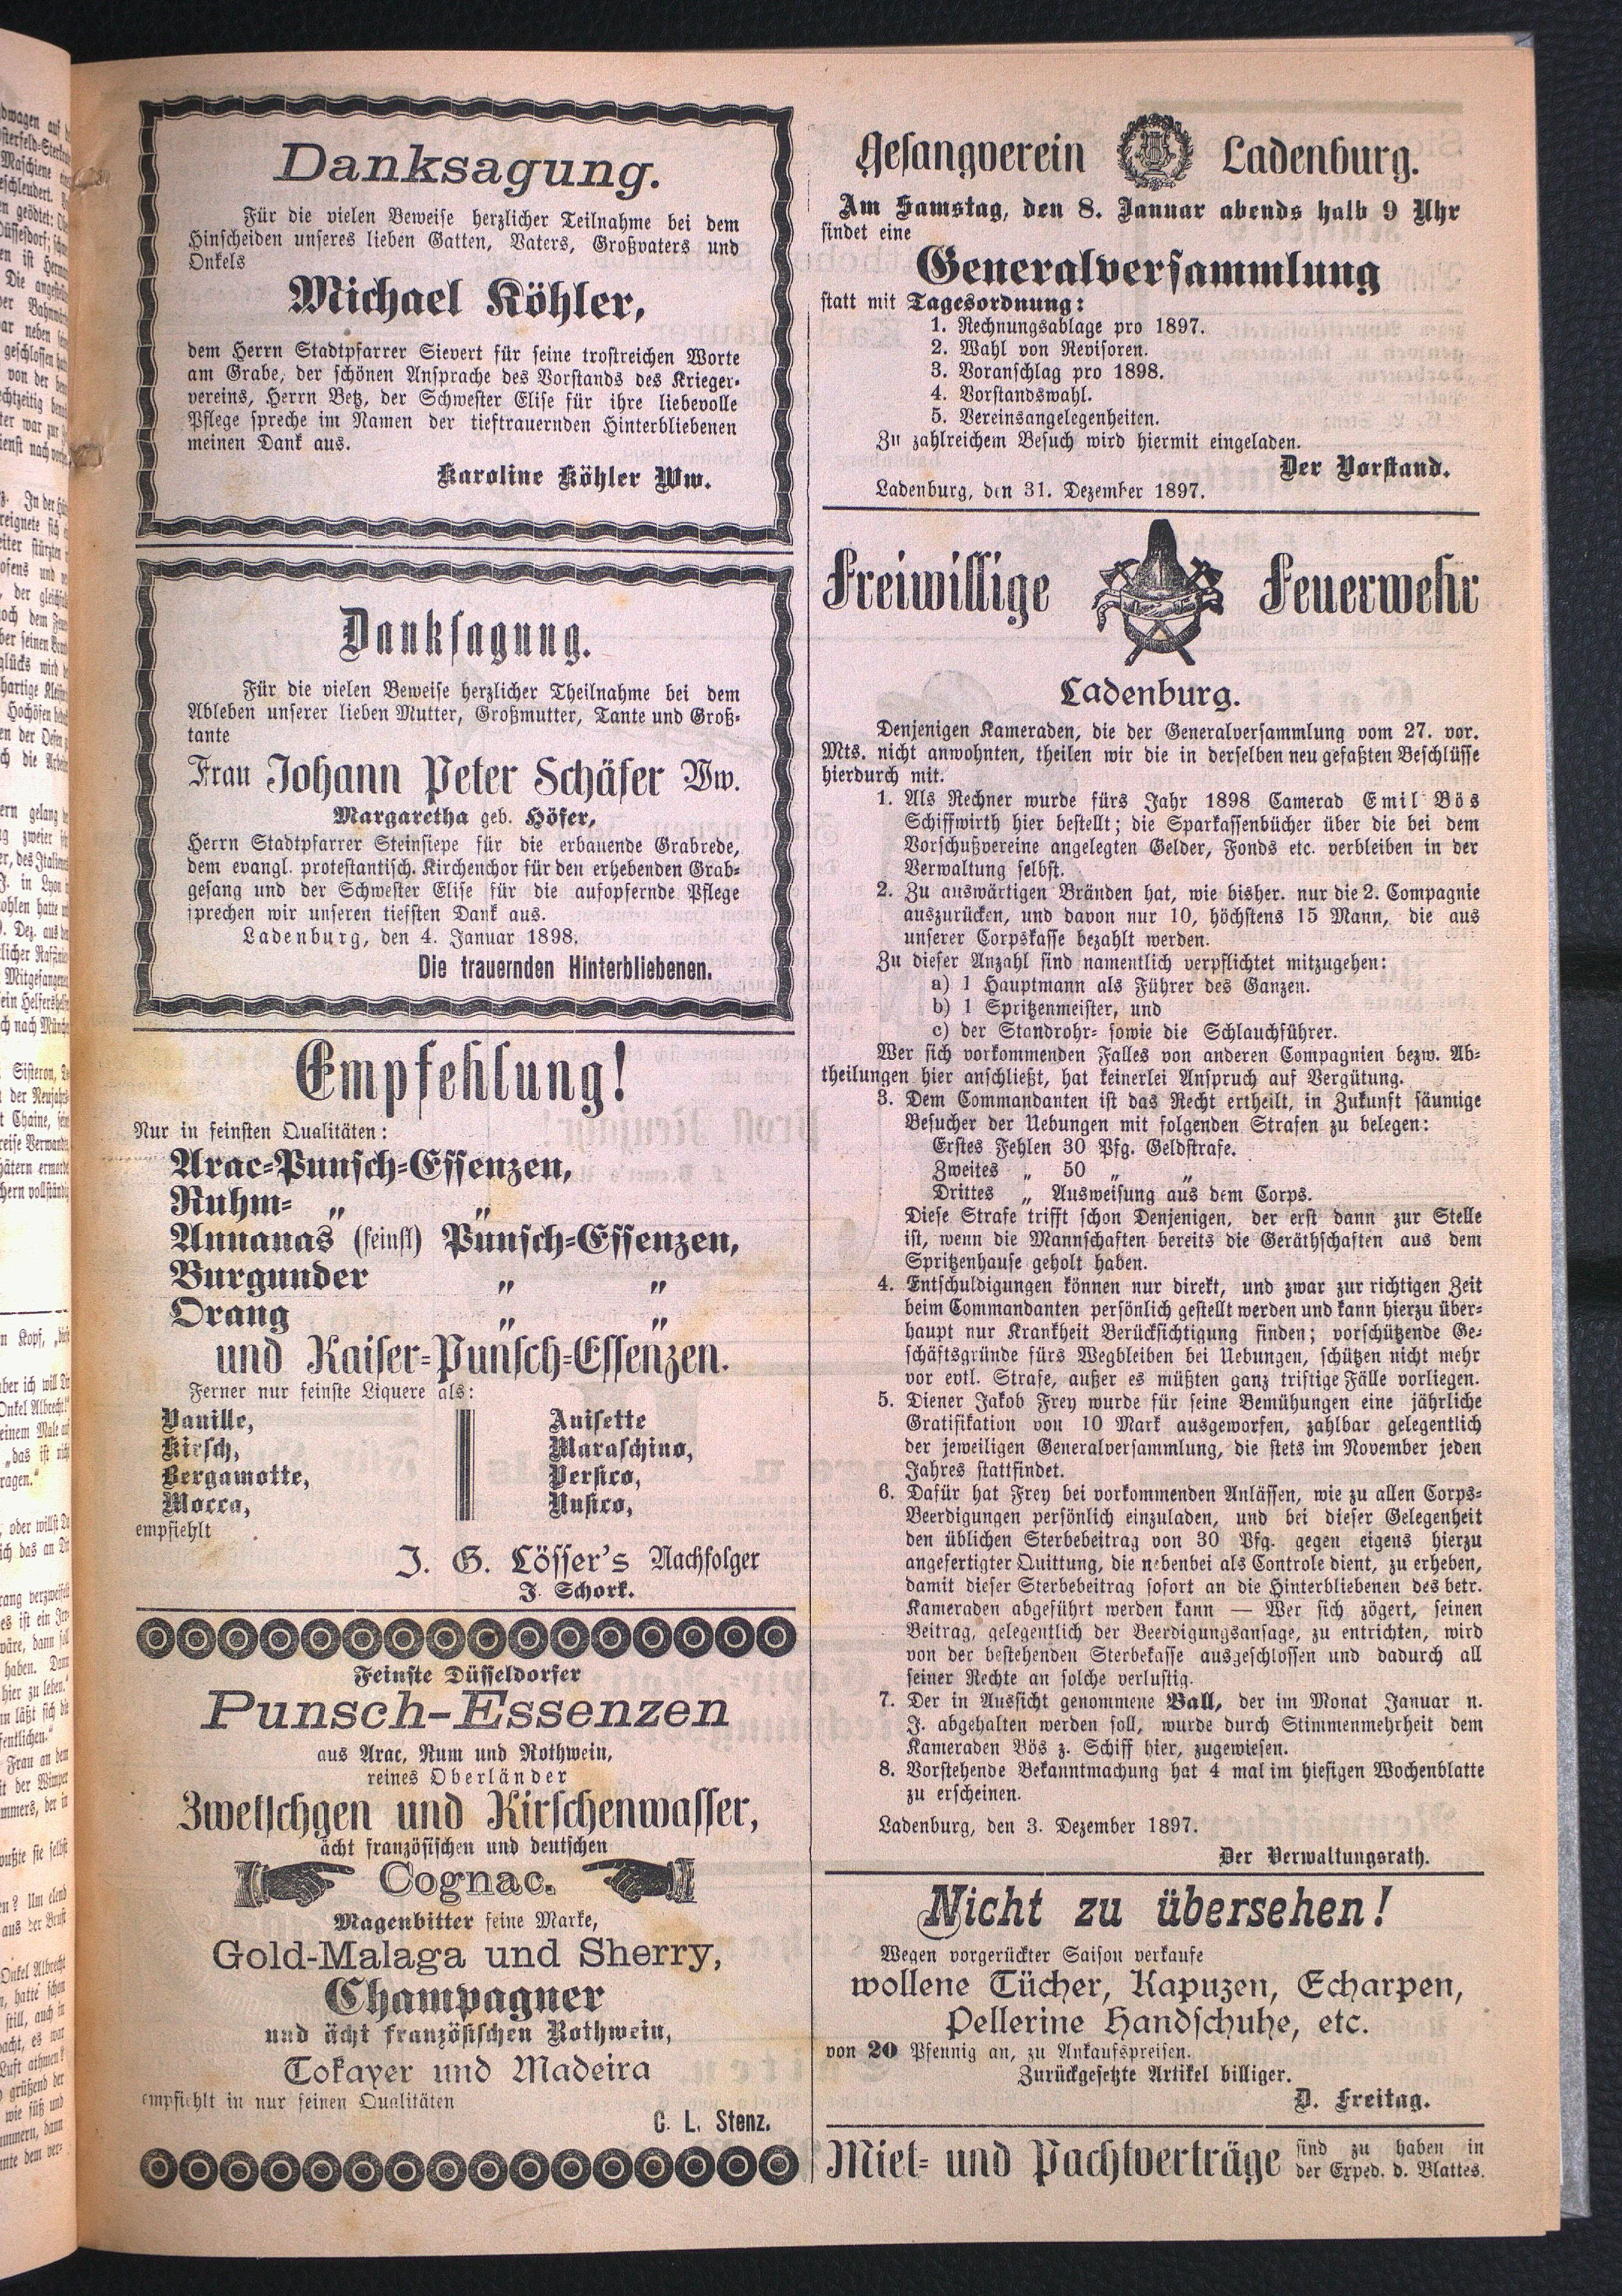 Danksagung.
Für die vielen Beweise herzlicher Teilnahme bei dem
Hinscheiden unseres lieben Gatten, Vaters, Großvaters und
Onkels
Michael Köhler,
dem Herrn Stadtpfarrer Sievert für seine trostreichen Worte
am Grabe, der schönen Ansprache des Vorstands des Krieger-
vereins, Herrn Betz, der Schwester Elise für ihre liebevolle
Pflege spreche im Namen der tieftrauernden Hinterbliebenen
meinen Dank aus.
Karoline Köhler Ww.
Danksagung.
Für die vielen Beweise herzlicher Theilnahme bei dem
Ableben unserer lieben Mutter, Großmutter, Tante und Groß-
tante
Frau Johann Peter Schäfer Ww.
Margaretha geb. Höfer,
Herrn Stadtpfarrer Steinsiepe für die erbauende Grabrede,
dem evangl. protestantisch. Kirchenchor für den erhebenden Grab-
gesang und der Schwester Elise für die aufopfernde Pflege
sprechen wir unseren tiefsten Dank aus.
Ladenburg, den 4. Januar 1898.
Die trauernden Hinterbliebenen.
Empfehlung!
Nur in feinsten Qualitäten:
Arac-Punsch-Essenzen,
Ruhm- „ „
Annanas (feinst) Punsch-Essenzen,
Burgunder „ „
Orang „ „
und Kaiser-Punsch-Essenzen.
Ferner nur feinste Liquere als:
Vanille,
Kirsch,
Bergamotte,
Mocca,
Anisette
Maraschino,
Persico,
Nusico,
empfiehlt
J. G. Lösser's Nachfolger
J. Schork.
Feinste Düsseldorfer
Punsch-Essenzen
aus Arac, Rum und Rothwein,
reines Oberländer
Zwetschgen und Kirschenwasser,
ächt französischen und deutschen
Cognac.
Magenbitter feine Marke,
Gold-Malaga und Sherry,
Champagner
und ächt französischen Rothwein,
Tokayer und Madeira
empfiehlt in nur feinen Qualitäten
C. L. Stenz.
Gesangverein Ladenburg.
Am Samstag, den 8. Januar abends halb 9 Uhr
findet eine
Generalversammlung
statt mit Tagesordnung:
1. Rechnungsablage pro 1897.
2. Wahl von Revisoren.
3. Voranschlag pro 1898.
4. Vorstandswahl.
5. Vereinsangelegenheiten.
Zu zahlreichem Besuch wird hiermit eingeladen.
Der Vorstand.
Ladenburg, den 31. Dezember 1897.
Freiwillige Feuerwehr
Ladenburg.
Denjenigen Kameraden, die der Generalversammlung vom 27. vor.
Mts. nicht anwohnten, theilen wir die in derselben neu gefaßten Beschlüsse
hierdurch mit.
1. Als Rechner wurde fürs Jahr 1898 Camerad Emil Bös
Schiffwirth hier bestellt; die Sparkassenbücher über die bei dem
Vorschußvereine angelegten Gelder, Fonds etc. verbleiben in der
Verwaltung selbst.
2. Zu auswärtigen Bränden hat, wie bisher. nur die 2. Compagnie
auszurücken, und davon nur 10, höchstens 15 Mann, die aus
unserer Corpskasse bezahlt werden.
Zu dieser Anzahl sind namentlich verpflichtet mitzugehen:
a) 1 Hauptmann als Führer des Ganzen.
b) 1 Spritzenmeister, und
c) der Standrohr- sowie die Schlauchführer.
Wer sich vorkommenden Falles von anderen Compagnien bezw. Ab-
theilungen hier anschließt, hat keinerlei Anspruch auf Vergütung.
3. Dem Commandanten ist das Recht ertheilt, in Zukunft säumige
Besucher der Uebungen mit folgenden Strafen zu belegen:
Erstes Fehlen 30 Pfg. Geldstrafe.
Zweites „ 50 „ „
Drittes „ Ausweisung aus dem Corps.
Diese Strafe trifft schon Denjenigen, der erst dann zur Stelle
ist, wenn die Mannschaften bereits die Geräthschaften aus dem
Spritzenhause geholt haben.
4. Entschuldigungen können nur direkt, und zwar zur richtigen Zeit
beim Commandanten persönlich gestellt werden und kann hierzu über-
haupt nur Krankheit Berücksichtigung finden; vorschützende Ge-
schäftsgründe fürs Wegbleiben bei Uebungen, schützen nicht mehr
vor evtl. Strafe, außer es müßten ganz triftige Fälle vorliegen.
5. Diener Jakob Frey wurde für seine Bemühungen eine jährliche
Gratifikation von 10 Mark ausgeworfen, zahlbar gelegentlich
der jeweiligen Generalversammlung, die stets im November jeden
Jahres stattfindet.
6. Dafür hat Frey bei vorkommenden Anlässen, wie zu allen Corps-
Beerdigungen persönlich einzuladen, und bei dieser Gelegenheit
den üblichen Sterbebeitrag von 30 Pfg. gegen eigens hierzu
angefertigter Quittung, die nebenbei als Controle dient, zu erheben,
damit dieser Sterbebeitrag sofort an die Hinterbliebenen des betr.
Kameraden abgeführt werden kann — Wer sich zögert, seinen
Beitrag, gelegentlich der Beerdigungsansage, zu entrichten, wird
von der bestehenden Sterbekasse ausgeschlossen und dadurch all
seiner Rechte an solche verlustig.
7. Der in Aussicht genommene Ball, der im Monat Januar n.
J. abgehalten werden soll, wurde durch Stimmenmehrheit dem
Kameraden Bös z. Schiff hier, zugewiesen.
8. Vorstehende Bekanntmachung hat 4 mal im hiesigen Wochenblatte
zu erscheinen.
Ladenburg, den 3. Dezember 1897.
Der Verwaltungsrath.
Nicht zu übersehen!
Wegen vorgerückter Saison verkaufe
wollene Tücher, Kapuzen, Echarpen,
Pellerine Handschuhe, etc.
von 20 Pfennig an, zu Ankaufspreisen.
Zurückgesetzte Artikel billiger.
D. Freitag.
Miet- und Pachtverträge sind zu haben in
der Exped. d. Blattes.